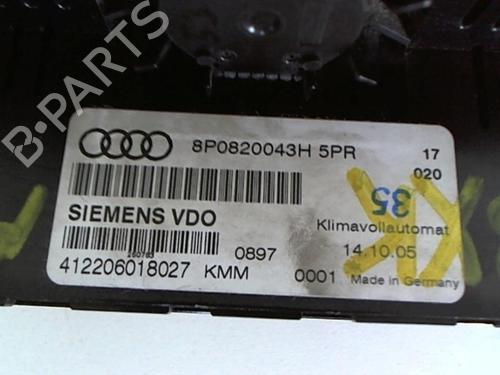 B-PARTS
8P0820043H 5PR 17
020
35
SIEMENS VDO
Klimavollautomat
260783 0897 14.10.05
412206018027 KMM 0001 Made in Germany